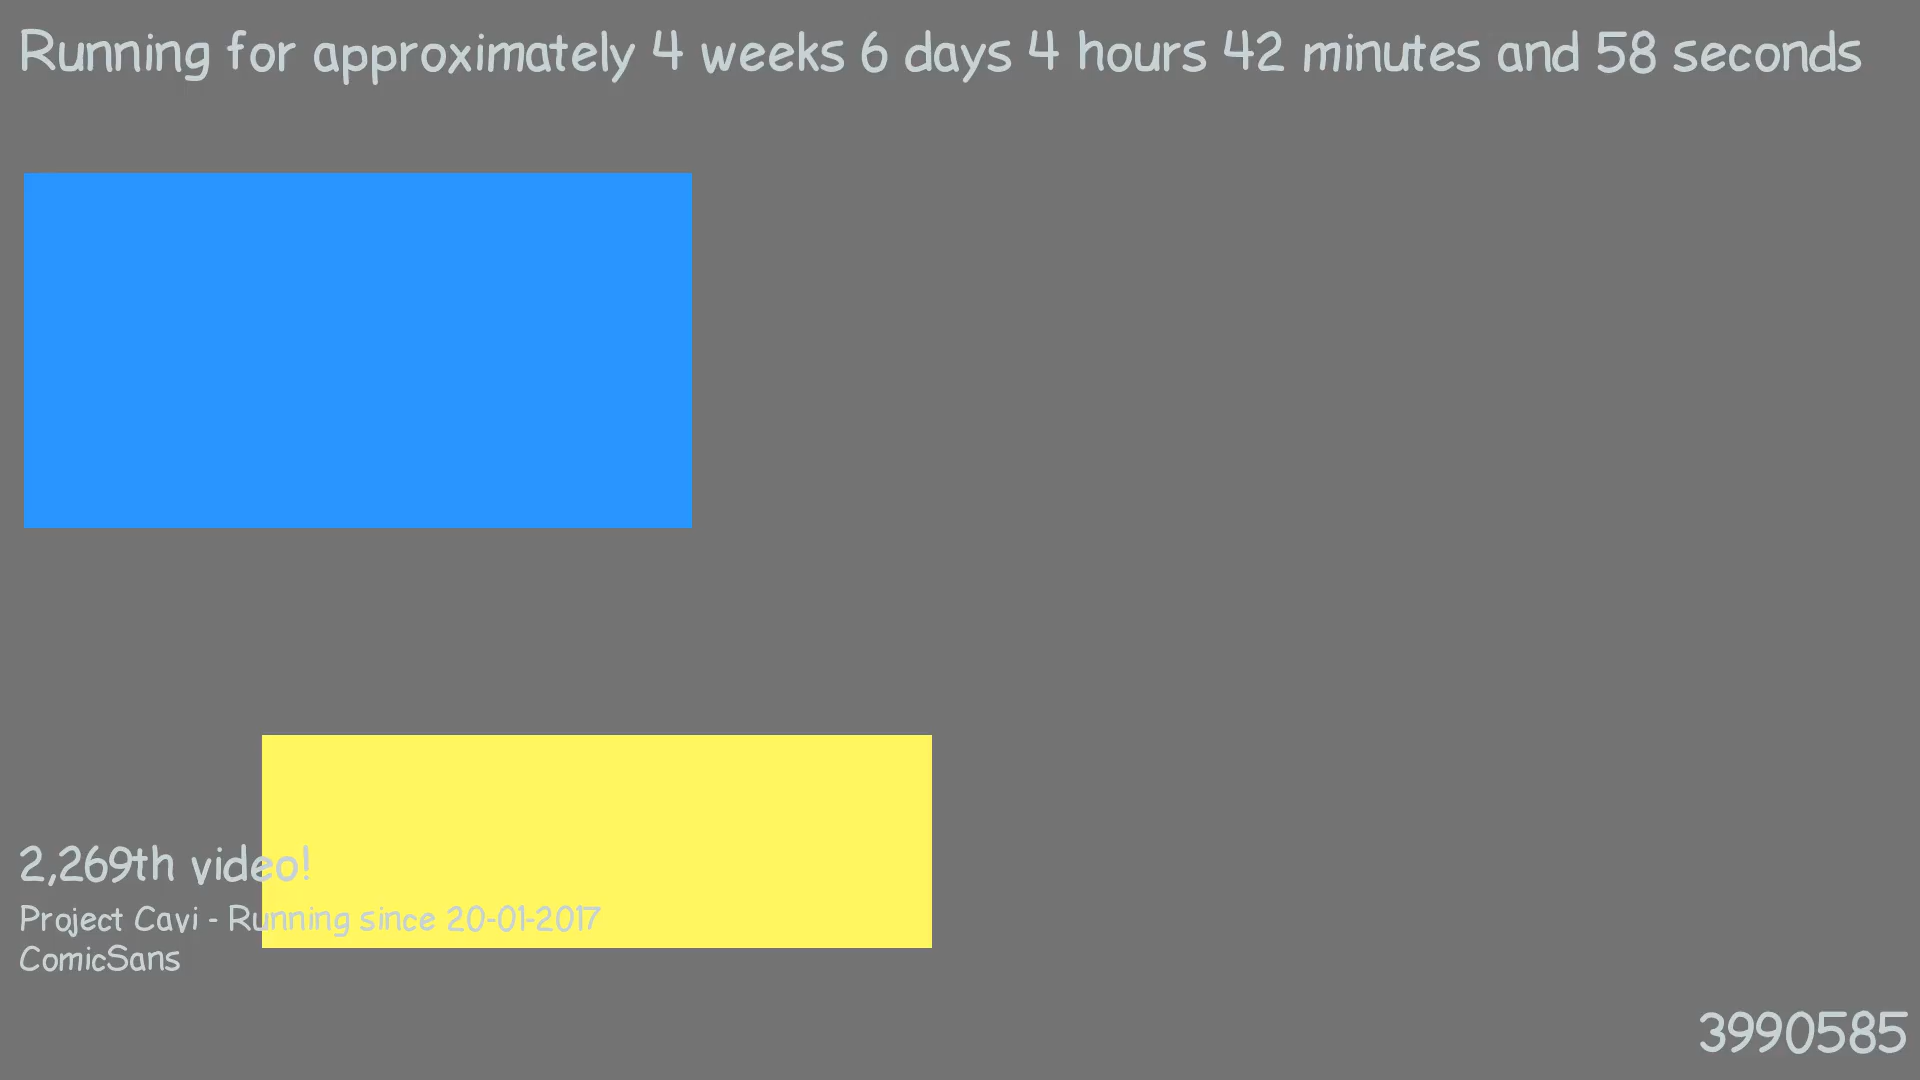 Running for approximately 4 weeks 6 days 4 hours 42 minutes and 58 seconds
2,269th video!
Project Cavi - Running since 20-01-2017
ComicSans
3990585